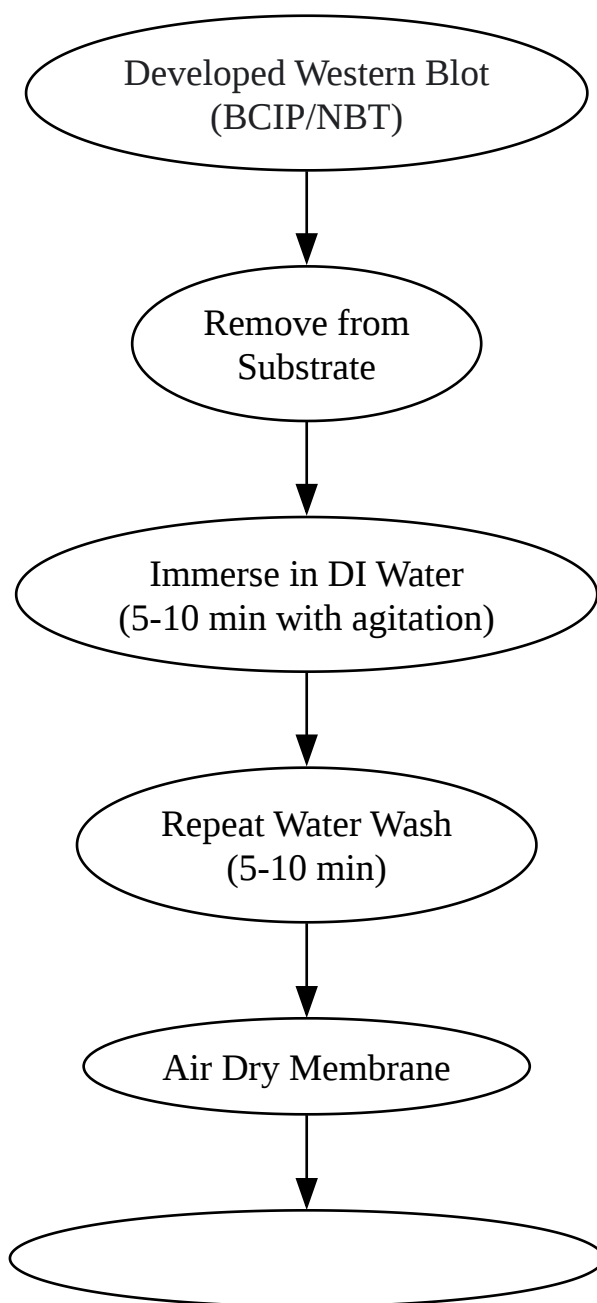 Developed Western Blot
(BCIP/NBT)
Remove from
Substrate
Immerse in DI Water
(5-10 min with agitation)
Repeat Water Wash
(5-10 min)
Air Dry Membrane